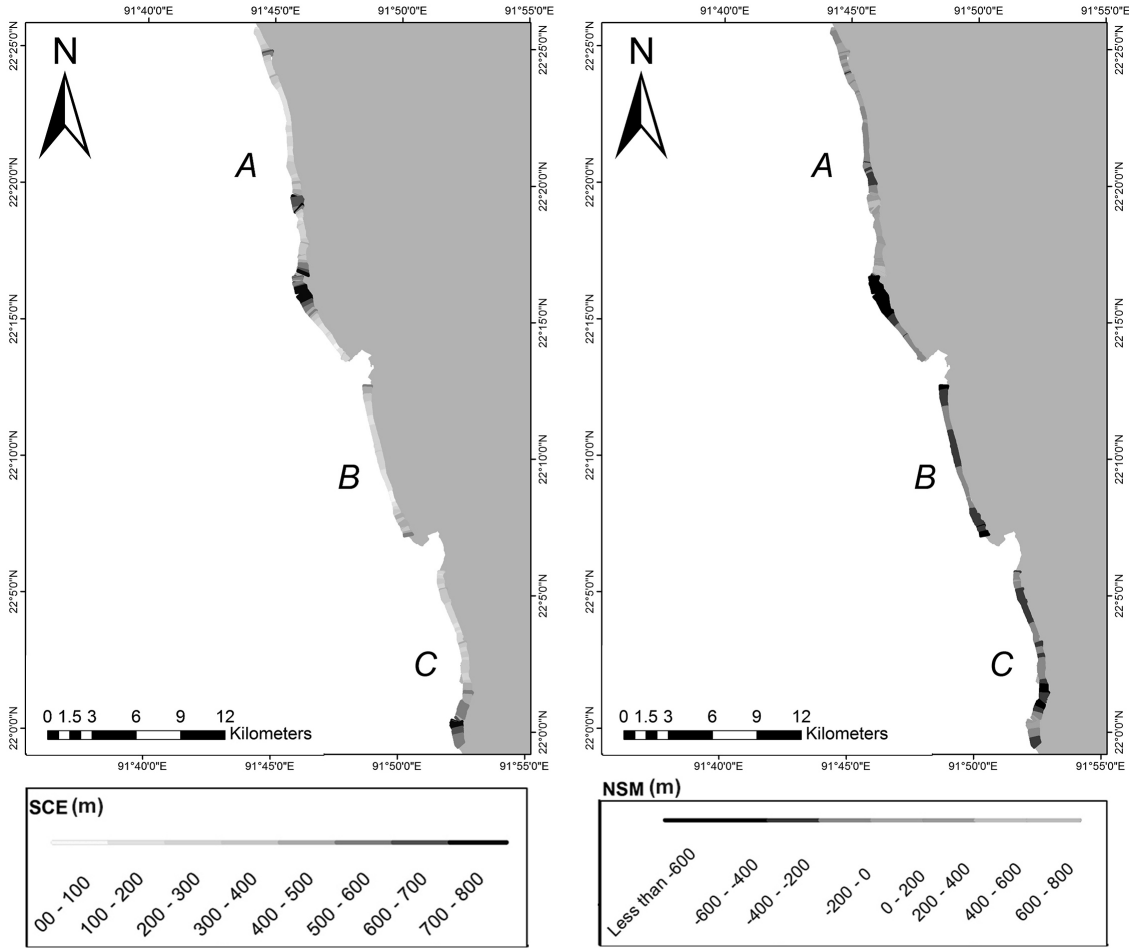 91°40'0"E 91°45'0"E 91°50'0"E 91°55'0"E
91°40'0"E 91°45'0"E 91°50'0"E 91°55'0"E
22°25'0"N
22°20'0"N
22°15'0"N
22°10'0"N
22°5'0"N
22°0'0"N
N
A
B
C
0 1.5 3 6 9 12
Kilometers
22°25'0"N
22°20'0"N
22°15'0"N
22°10'0"N
22°5'0"N
22°0'0"N
22°25'0"N
22°20'0"N
22°15'0"N
22°10'0"N
22°5'0"N
22°0'0"N
N
A
B
C
0 1.5 3 6 9 12
Kilometers
22°25'0"N
22°20'0"N
22°15'0"N
22°10'0"N
22°5'0"N
22°0'0"N
91°40'0"E 91°45'0"E 91°50'0"E 91°55'0"E
91°40'0"E 91°45'0"E 91°50'0"E 91°55'0"E
SCE (m)
00 - 100
100 - 200
200 - 300
300 - 400
400 - 500
500 - 600
600 - 700
700 - 800
NSM (m)
Less than -600
-600 - -400
-400 - -200
-200 - 0
0 - 200
200 - 400
400 - 600
600 - 800